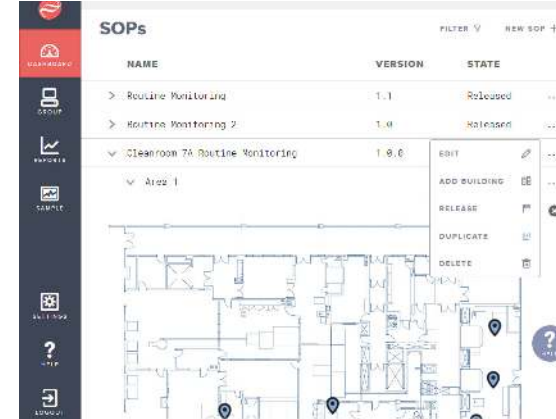 SOPs
FILTER
NEW SOP +
NAME VERSION STATE
Routine Monitoring 1.1 Released
Routine Monitoring 2 1.0 Released
Cleanroom 7A Routine Monitoring 1.0.0
Area 1
EDIT
ADD BUILDING
RELEASE
DUPLICATE
DELETE
DASHBOARD
GROUP
REPORTS
SAMPLE
SETTINGS
? HELP
LOGOUT
? HELP